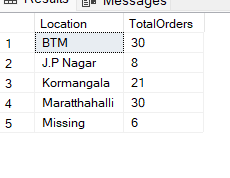 Results Messages
Location TotalOrders
1 BTM 30
2 J.P Nagar 8
3 Kormangala 21
4 Maratthahalli 30
5 Missing 6